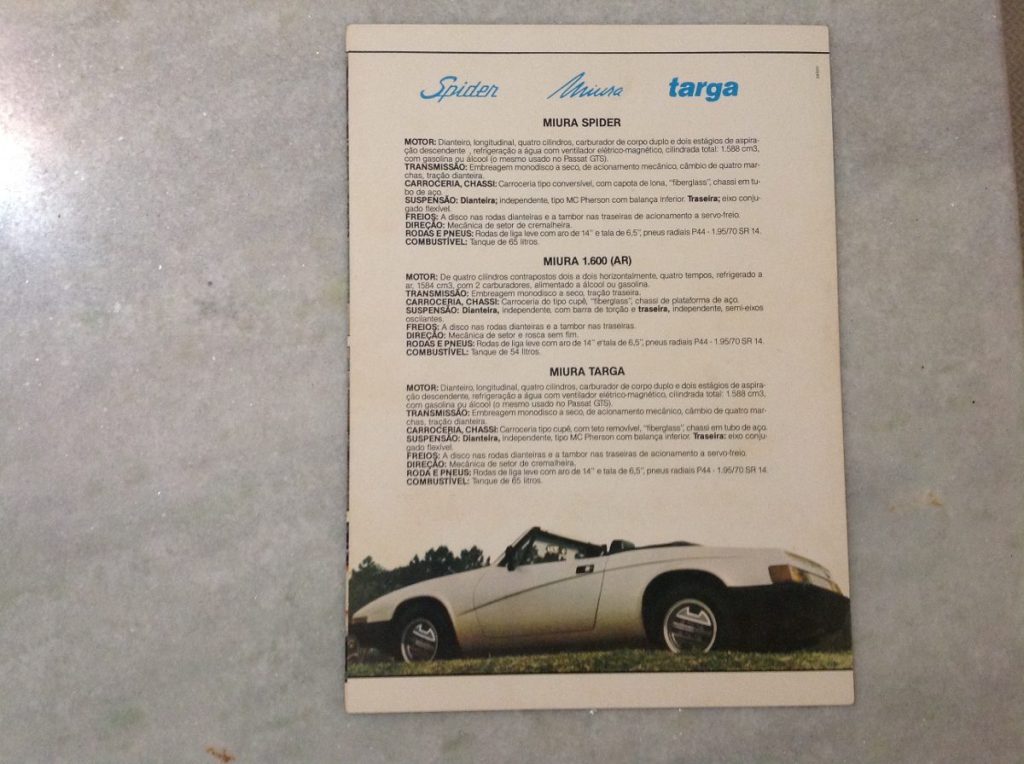 Spider Miura targa
MIURA SPIDER
MOTOR: Dianteiro, longitudinal, quatro cilindros, carburador de corpo duplo e dois estágios de aspira-
ção descendente , refrigeração a água com ventilador elétrico-magnético, cilindrada total: 1.588 cm3,
com gasolina ou álcool (o mesmo usado no Passat GTS).
TRANSMISSÃO: Embreagem monodisco a seco, de acionamento mecânico, câmbio de quatro mar-
chas, tração dianteira.
CARROCERIA, CHASSI: Carroceria tipo conversível, com capota de lona, "fiberglass", chassi em tu-
bo de aço.
SUSPENSÃO: Dianteira; independente, tipo MC Pherson com balança inferior. Traseira; eixo conju-
gado flexível.
FREIOS: A disco nas rodas dianteiras e a tambor nas traseiras de acionamento a servo-freio.
DIREÇÃO: Mecânica de setor de cremalheira.
RODAS E PNEUS: Rodas de liga leve com aro de 14" e tala de 6,5", pneus radiais P44 - 1.95/70 SR 14.
COMBUSTÍVEL: Tanque de 65 litros.
MIURA 1.600 (AR)
MOTOR: De quatro cilindros contrapostos dois a dois horizontalmente, quatro tempos, refrigerado a
ar, 1584 cm3, com 2 carburadores, alimentado a álcool ou gasolina.
TRANSMISSÃO: Embreagem monodisco a seco, tração traseira.
CARROCERIA, CHASSI: Carroceria do tipo cupê, "fiberglass", chassi de plataforma de aço.
SUSPENSÃO: Dianteira, independente, com barra de torção e traseira, independente, semi-eixos
oscilantes.
FREIOS: A disco nas rodas dianteiras e a tambor nas traseiras.
DIREÇÃO: Mecânica de setor e rosca sem fim.
RODAS E PNEUS: Rodas de liga leve com aro de 14" e tala de 6,5", pneus radiais P44 - 1.95/70 SR 14.
COMBUSTÍVEL: Tanque de 54 litros.
MIURA TARGA
MOTOR: Dianteiro, longitudinal, quatro cilindros, carburador de corpo duplo e dois estágios de aspira-
ção descendente, refrigeração a água com ventilador elétrico-magnético, cilindrada total: 1.588 cm3,
com gasolina ou álcool (o mesmo usado no Passat GTS).
TRANSMISSÃO: Embreagem monodisco a seco, de acionamento mecânico, câmbio de quatro mar-
chas, tração dianteira.
CARROCERIA, CHASSI: Carroceria tipo cupê, com teto removível, "fiberglass", chassi em tubo de aço.
SUSPENSÃO: Dianteira, independente, tipo MC Pherson com balança inferior. Traseira: eixo conju-
gado flexível.
FREIOS: A disco nas rodas dianteiras e a tambor nas traseiras de acionamento a servo-freio.
DIREÇÃO: Mecânica de setor de cremalheira.
RODA E PNEUS: Rodas de liga leve com aro de 14" e tala de 6,5", pneus radiais P44 - 1.95/70 SR 14.
COMBUSTÍVEL: Tanque de 65 litros.